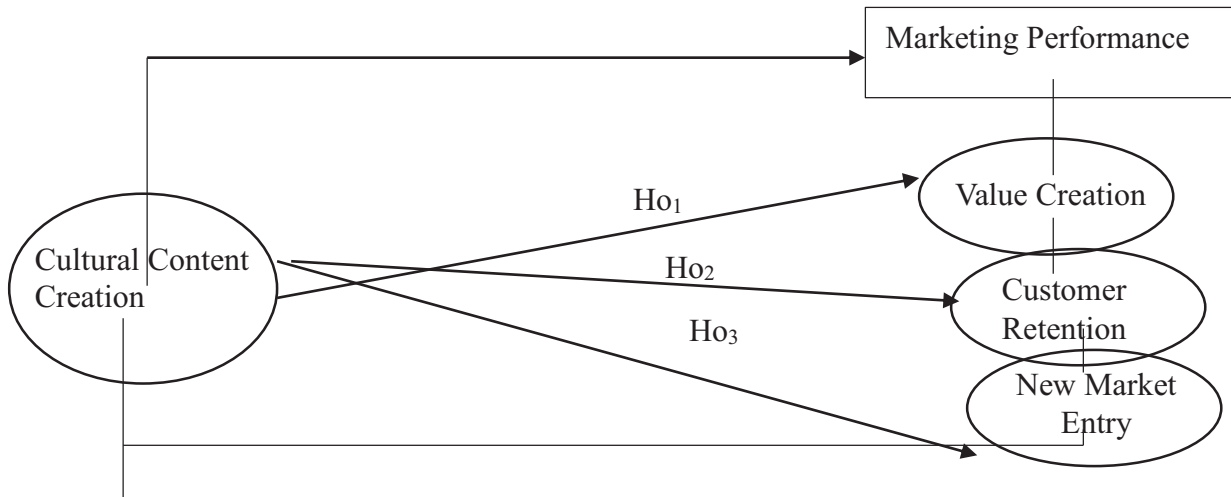 Marketing Performance
Ho₁
Value Creation
Cultural Content
Creation
Ho₂
Customer
Retention
Ho₃
New Market
Entry